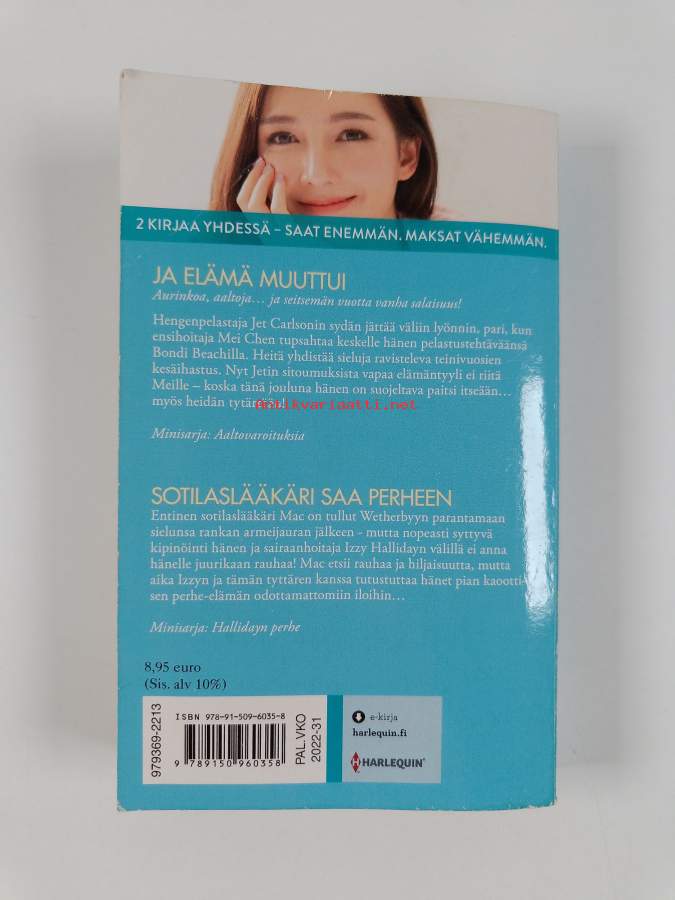 2 KIRJAA YHDESSÄ – SAAT ENEMMÄN. MAKSAT VÄHEMMÄN.
JA ELÄMÄ MUUTTUI
Aurinkoa, aaltoja… ja seitsemän vuotta vanha salaisuus!
Hengenpelastaja Jet Carlsonin sydän jättää väliin lyönnin, pari, kun
ensihoitaja Mei Chen tupsahtaa keskelle hänen pelastustehtäväänsä
Bondi Beachilla. Heitä yhdistää sieluja ravisteleva teinivuosien
kesäihastus. Nyt Jetin sitoumuksista vapaa elämäntyyli ei riitä
Meille – koska tänä jouluna hänen on suojeltava paitsi itseään…
myös heidän
antikvariaatti.net
Minisarja: Aaltovaroituksia
SOTILASLÄÄKÄRI SAA PERHEEN
Entinen sotilaslääkäri Mac on tullut Wetherbyyn parantamaan
sielunsa rankan armeijauran jälkeen - mutta nopeasti syttyvä
kipinöinti hänen ja sairaanhoitaja Izzy Hallidayn välillä ei anna
hänelle juurikaan rauhaa! Mac etsii rauhaa ja hiljaisuutta, mutta
aika Izzyn ja tämän tyttären kanssa tutustuttaa hänet pian kaootti-
sen perhe-elämän odottamattomiin iloihin…
Minisarja: Hallidayn perhe
8,95 euro
(Sis. alv 10%)
979369-2213
ISBN 978-91-509-6035-8
9 789150 960358
PAL.VKO
2022-31
e-kirja
harlequin.fi
HARLEQUIN